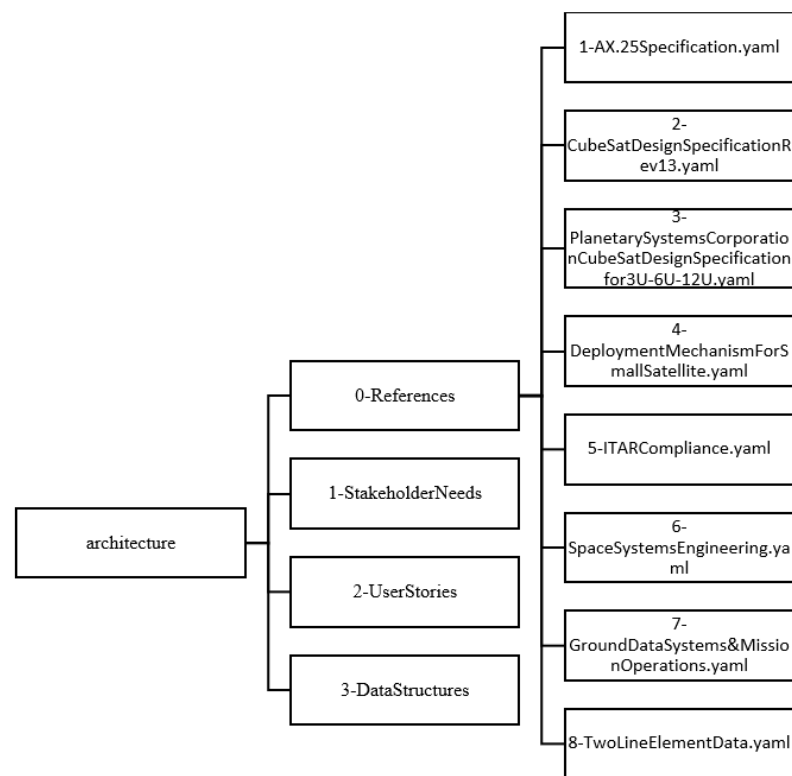 1-AX.25Specification.yaml
2-
CubeSatDesignSpecificationR
ev13.yaml
3-
PlanetarySystemsCorporatio
nCubeSatDesignSpecification
for3U-6U-12U.yaml
4-
DeploymentMechanismForS
mallSatellite.yaml
0-References
5-ITARCompliance.yaml
1-StakeholderNeeds
architecture
6-
SpaceSystemsEngineering.ya
ml
2-UserStories
7-
GroundDataSystems&Missio
nOperations.yaml
3-DataStructures
8-TwoLineElementData.yaml